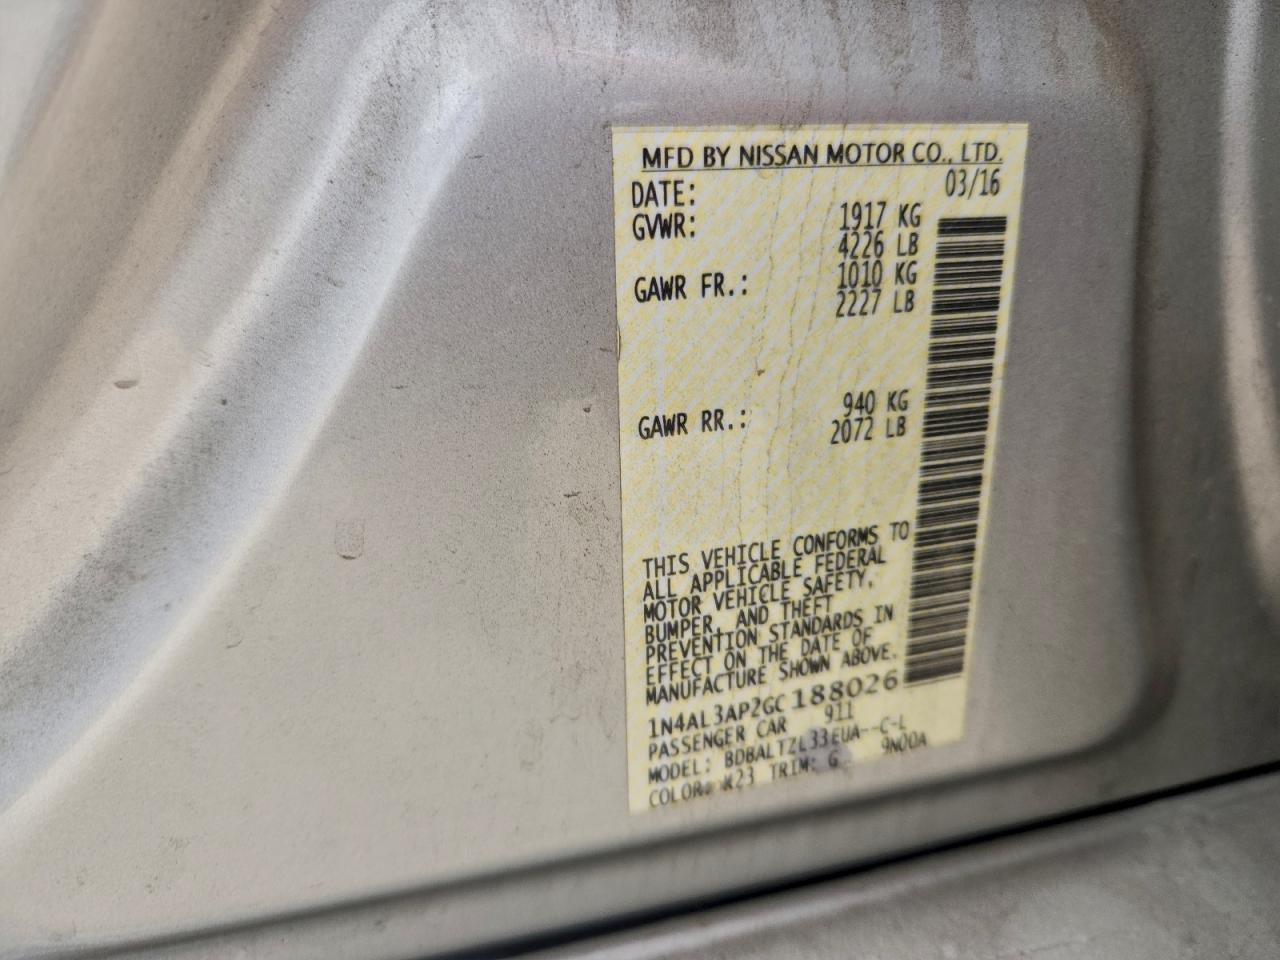 MFD BY NISSAN MOTOR CO., LTD.
DATE: 03/16
GVWR: 1917 KG
4226 LB
GAWR FR.: 1010 KG
2227 LB
GAWR RR.: 940 KG
2072 LB
THIS VEHICLE CONFORMS TO
ALL APPLICABLE FEDERAL
MOTOR VEHICLE SAFETY,
BUMPER, AND THEFT
PREVENTION STANDARDS IN
EFFECT ON THE DATE OF
MANUFACTURE SHOWN ABOVE.
1N4AL3AP2GC188026
PASSENGER CAR 911
MODEL: BDBALTZL33EUA--C-L
COLOR: K23 TRIM: G 9N00A